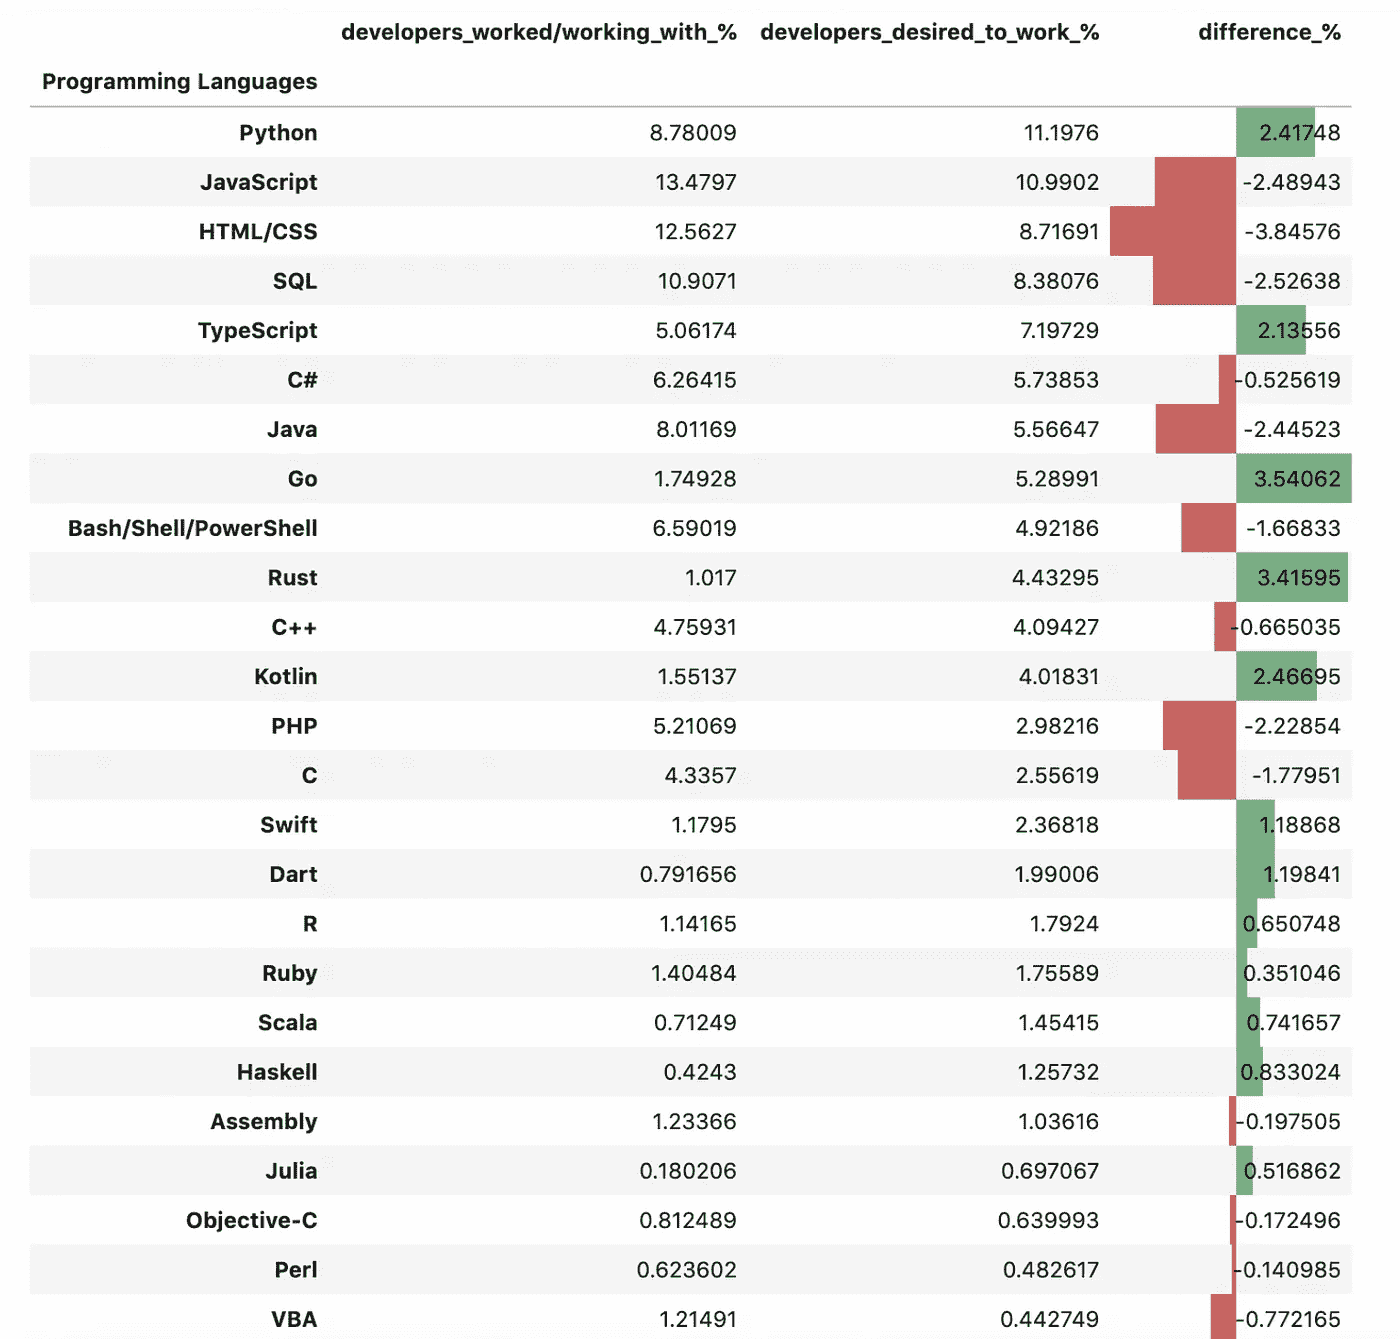 developers_worked/working_with_% developers_desired_to_work_% difference_%
Programming Languages
Python 8.78009 11.1976 2.41748
JavaScript 13.4797 10.9902 -2.48943
HTML/CSS 12.5627 8.71691 -3.84576
SQL 10.9071 8.38076 -2.52638
TypeScript 5.06174 7.19729 2.13556
C# 6.26415 5.73853 -0.525619
Java 8.01169 5.56647 -2.44523
Go 1.74928 5.28991 3.54062
Bash/Shell/PowerShell 6.59019 4.92186 -1.66833
Rust 1.017 4.43295 3.41595
C++ 4.75931 4.09427 -0.665035
Kotlin 1.55137 4.01831 2.46695
PHP 5.21069 2.98216 -2.22854
C 4.3357 2.55619 -1.77951
Swift 1.1795 2.36818 1.18868
Dart 0.791656 1.99006 1.19841
R 1.14165 1.7924 0.650748
Ruby 1.40484 1.75589 0.351046
Scala 0.71249 1.45415 0.741657
Haskell 0.4243 1.25732 0.833024
Assembly 1.23366 1.03616 -0.197505
Julia 0.180206 0.697067 0.516862
Objective-C 0.812489 0.639993 -0.172496
Perl 0.623602 0.482617 -0.140985
VBA 1.21491 0.442749 -0.772165